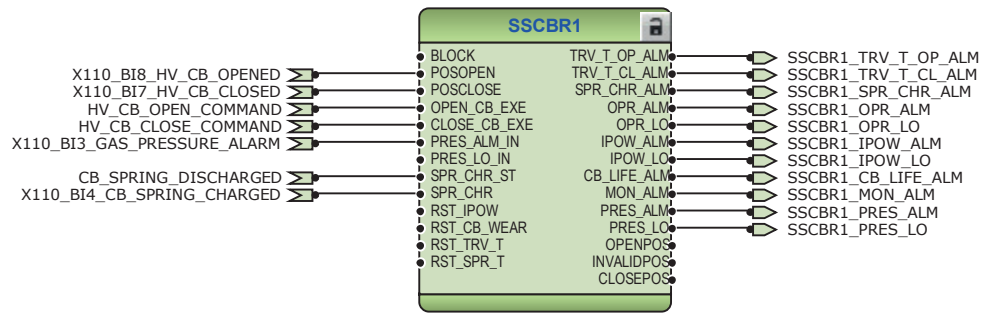 SSCBR1
BLOCK TRV_T_OP_ALM SSCBR1_TRV_T_OP_ALM
X110_BI8_HV_CB_OPENED POSOPEN TRV_T_CL_ALM SSCBR1_TRV_T_CL_ALM
X110_BI7_HV_CB_CLOSED POSCLOSE SPR_CHR_ALM SSCBR1_SPR_CHR_ALM
HV_CB_OPEN_COMMAND OPEN_CB_EXE OPR_ALM SSCBR1_OPR_ALM
HV_CB_CLOSE_COMMAND CLOSE_CB_EXE OPR_LO SSCBR1_OPR_LO
X110_BI3_GAS_PRESSURE_ALARM PRES_ALM_IN IPOW_ALM SSCBR1_IPOW_ALM
PRES_LO_IN IPOW_LO SSCBR1_IPOW_LO
CB_SPRING_DISCHARGED SPR_CHR_ST CB_LIFE_ALM SSCBR1_CB_LIFE_ALM
X110_BI4_CB_SPRING_CHARGED SPR_CHR MON_ALM SSCBR1_MON_ALM
RST_IPOW PRES_ALM SSCBR1_PRES_ALM
RST_CB_WEAR PRES_LO SSCBR1_PRES_LO
RST_TRV_T OPENPOS
RST_SPR_T INVALIDPOS
CLOSEPOS